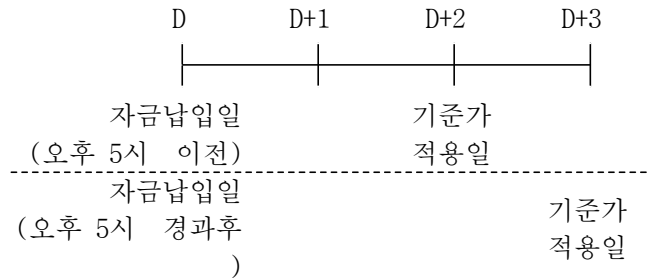 D D+1 D+2 D+3
자금납입일 기준가
(오후 5시 이전) 적용일
자금납입일
(오후 5시 경과후
)
기준가
적용일